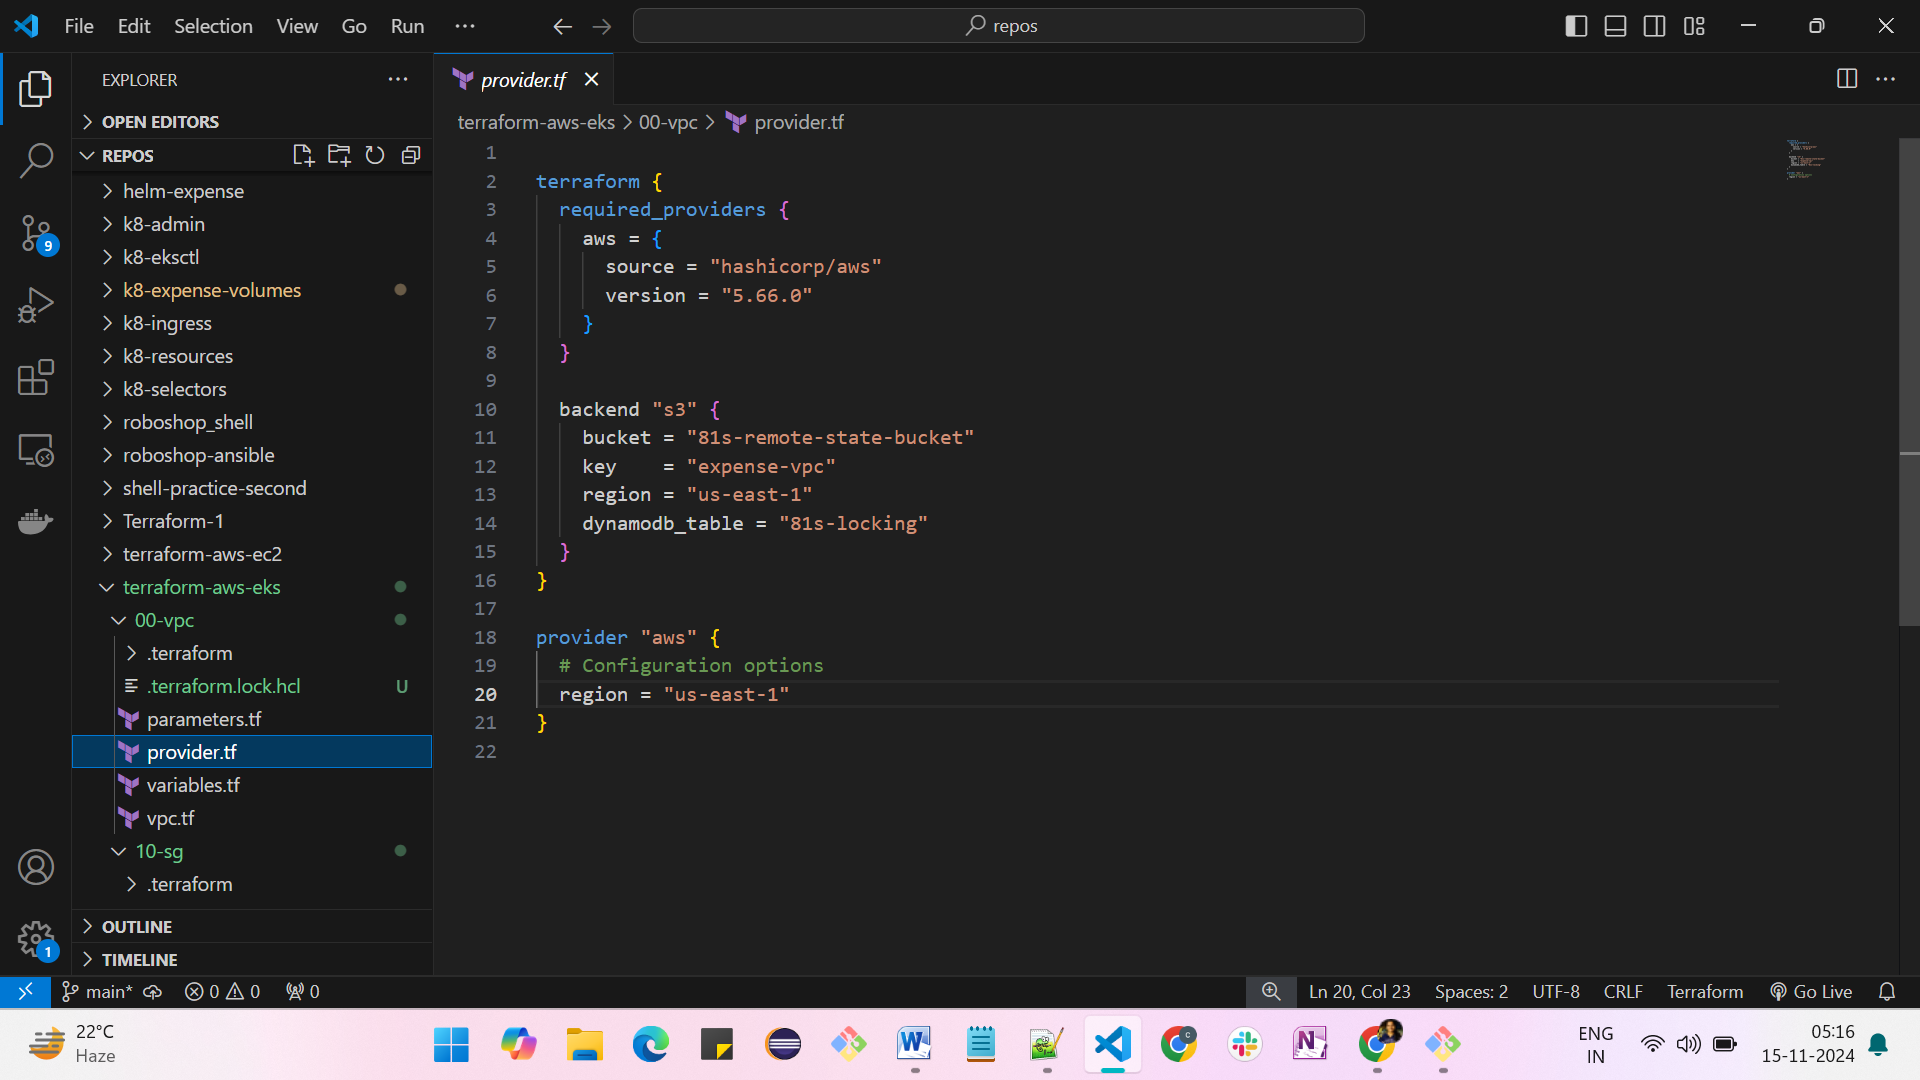 File Edit Selection View Go Run
repos
EXPLORER
OPEN EDITORS
REPOS
helm-expense
k8-admin
k8-eksctl
k8-expense-volumes
k8-ingress
k8-resources
k8-selectors
roboshop_shell
roboshop-ansible
shell-practice-second
Terraform-1
terraform-aws-ec2
terraform-aws-eks
00-vpc
.terraform
.terraform.lock.hcl U
parameters.tf
provider.tf
variables.tf
vpc.tf
10-sg
.terraform
OUTLINE
TIMELINE
9
1
provider.tf
terraform-aws-eks > 00-vpc > provider.tf
1
2 terraform {
3 required_providers {
4 aws = {
5 source = "hashicorp/aws"
6 version = "5.66.0"
7 }
8 }
9
10 backend "s3" {
11 bucket = "81s-remote-state-bucket"
12 key    = "expense-vpc"
13 region = "us-east-1"
14 dynamodb_table = "81s-locking"
15 }
16 }
17
18 provider "aws" {
19 # Configuration options
20 region = "us-east-1"
21 }
22
main* 0 0 0 Ln 20, Col 23 Spaces: 2 UTF-8 CRLF Terraform Go Live
22°C
Haze
ENG
IN
05:16
15-11-2024